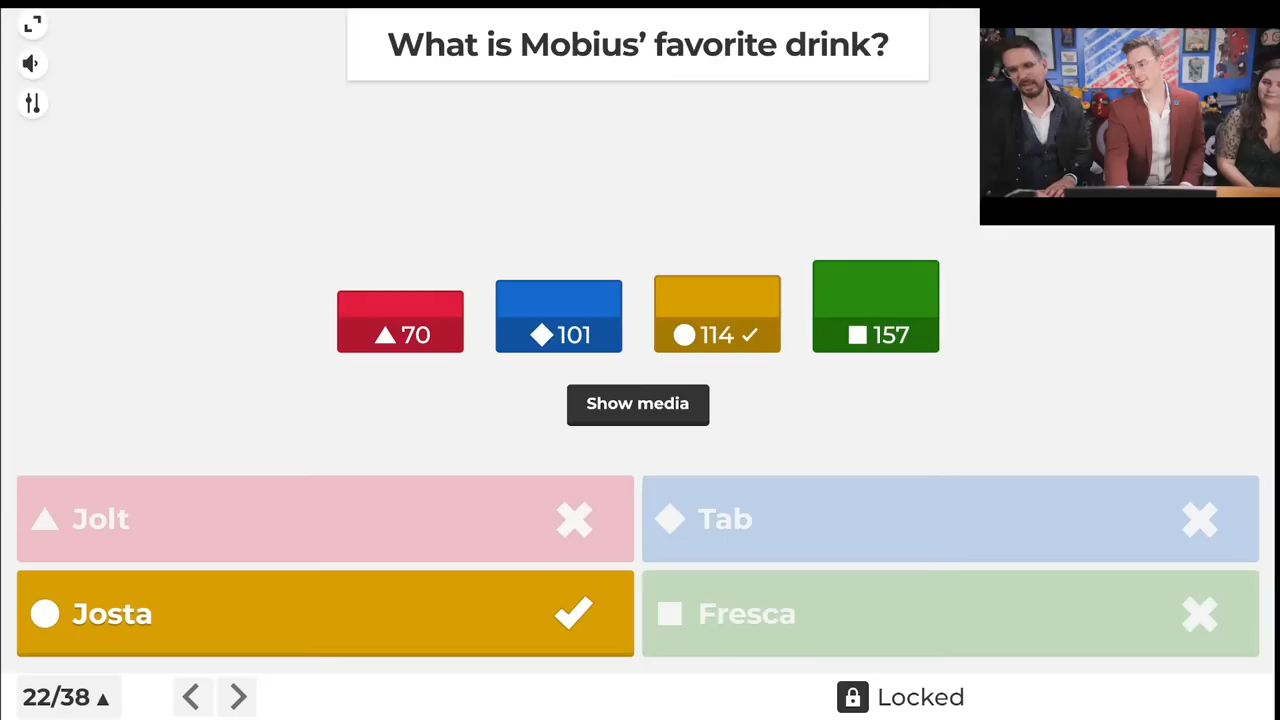 What is Mobius’ favorite drink?
70
101
114
157
Show media
Jolt
Tab
Josta
Fresca
22/38
Locked